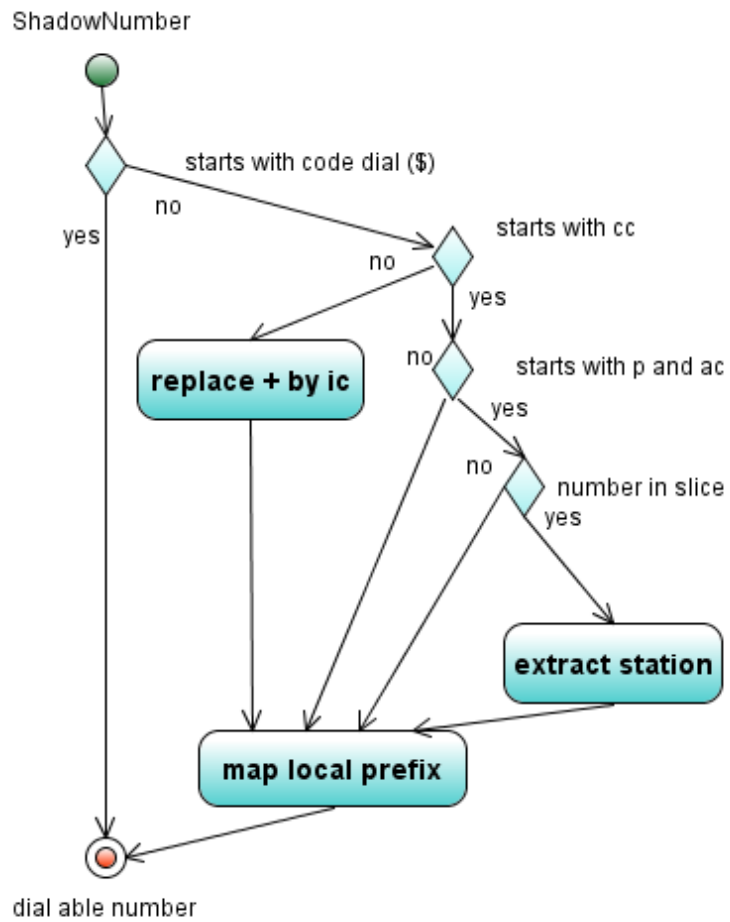 ShadowNumber
starts with code dial ($)
no
yes
starts with cc
no
yes
replace + by ic
no
starts with p and ac
yes
no
number in slice
yes
extract station
map local prefix
dial able number